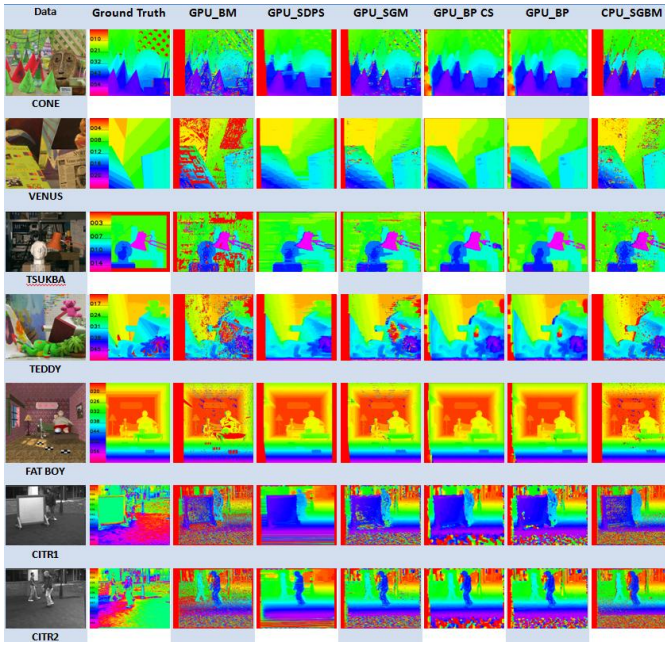 Data Ground Truth GPU_BM GPU_SDPS GPU_SGM GPU_BP CS GPU_BP CPU_SGBM
CONE
VENUS
TSUKBA
TEDDY
FAT BOY
CITR1
CITR2